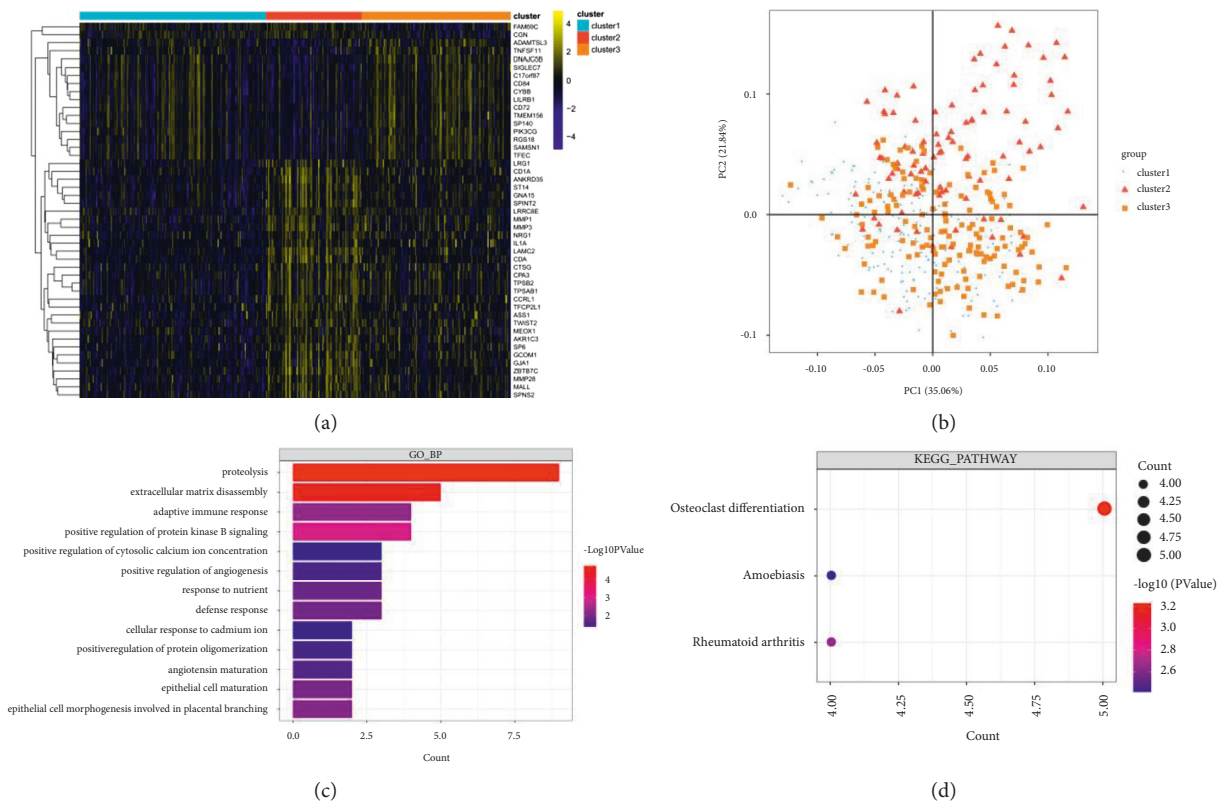 cluster
cluster
4
2
0
−2
−4
cluster1
cluster2
cluster3
FAM69C
CGN
ADAMTSL3
TNFSF11
DNAJC5B
SIGLEC7
C17orf87
CD84
CYBB
LILRB1
CD72
TMEM156
SP140
PIK3CG
RGS18
SAMSN1
TFEC
LRG1
CD1A
ANKRD35
ST14
GNA15
SPINT2
LRRC8E
MMP1
MMP3
NRG1
IL1A
LAMC2
CDA
CTSG
CPA3
TPSB2
TPSAB1
CCRL1
TFCP2L1
ASS1
TWIST2
MEOX1
AKR1C3
SP6
GCOM1
GJA1
ZBTB7C
MMP28
MALL
SPNS2
(a)
PC2 (21.84%)
0.1
0.0
-0.1
-0.10
-0.05
0.00
0.05
0.10
PC1 (35.06%)
group
cluster1
cluster2
cluster3
(b)
GO_BP
proteolysis
extracellular matrix disassembly
adaptive immune response
positive regulation of protein kinase B signaling
positive regulation of cytosolic calcium ion concentration
positive regulation of angiogenesis
response to nutrient
defense response
cellular response to cadmium ion
positiveregulation of protein oligomerization
angiotensin maturation
epithelial cell maturation
epithelial cell morphogenesis involved in placental branching
0.0
2.5
5.0
7.5
Count
-Log10PValue
4
3
2
(c)
KEGG_PATHWAY
Osteoclast differentiation
Amoebiasis
Rheumatoid arthritis
4.00
4.25
4.50
4.75
5.00
Count
Count
4.00
4.25
4.50
4.75
5.00
-log10 (PValue)
3.2
3.0
2.8
2.6
(d)